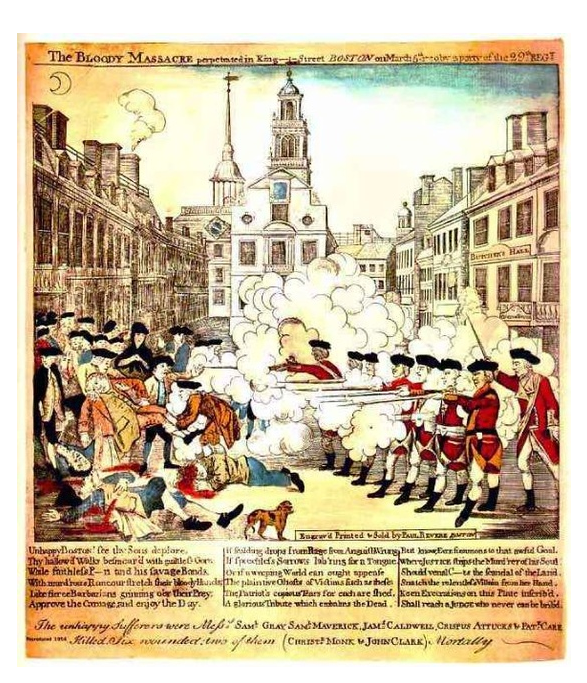 The BLOODY MASSACRE perpetrated in King Street BOSTON on March 5th 1770 by a party of the 29th REGT
BUTCHER'S HALL
Engrav'd Printed & Sold by PAUL REVERE BOSTON
Unhappy BOSTON! see thy Sons deplore,
Thy hallow'd Walks besmear'd with guiltless Gore.
While faithless P—n and his savage Bands,
With murd'rous Rancour stretch their bloody Hands;
Like fierce Barbarians grinning o'er their Prey,
Approve the Carnage, and enjoy the Day.
If scalding drops from Rage from Anguish Wrung
If speechless Sorrows lab'ring for a Tongue,
Or if a weeping World can ought appease
The plaintive Ghosts of Victims such as these;
The Patriot's copious Tears for each are shed,
A glorious Tribute which embalms the Dead.
But know, FATE summons to that awful Goal,
Where JUSTICE strips the Murd'rer of his Soul:
Should venal C—ts the scandal of the Land,
Snatch the relentless Villain from her Hand,
Keen Execrations on this Plate inscrib'd,
Shall reach a JUDGE who never can be brib'd.
The unhappy Sufferers were Messrs SAML GRAY SAML MAVERICK, JAMS CALDWELL, CRISPUS ATTUCKS & PATK CARR
Killed. Six wounded; two of them (CHRISTR MONK & JOHN CLARK) Mortally